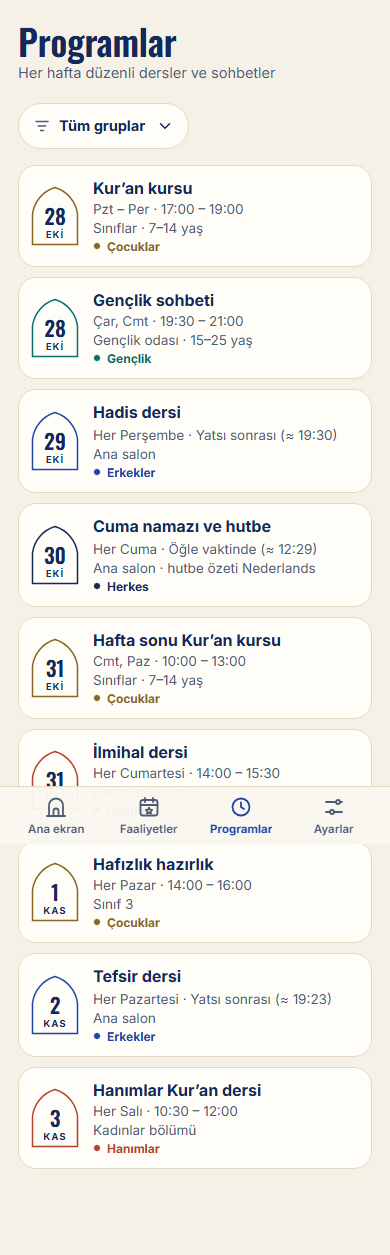 Programlar
Her hafta düzenli dersler ve sohbetler
Tüm gruplar
28
EKİ
Kur’an kursu
Pzt – Per · 17:00 – 19:00
Sınıflar · 7–14 yaş
Çocuklar
28
EKİ
Gençlik sohbeti
Çar, Cmt · 19:30 – 21:00
Gençlik odası · 15–25 yaş
Gençlik
29
EKİ
Hadis dersi
Her Perşembe · Yatsı sonrası (≈ 19:30)
Ana salon
Erkekler
30
EKİ
Cuma namazı ve hutbe
Her Cuma · Öğle vaktinde (≈ 12:29)
Ana salon · hutbe özeti Nederlands
Herkes
31
EKİ
Hafta sonu Kur’an kursu
Cmt, Paz · 10:00 – 13:00
Sınıflar · 7–14 yaş
Çocuklar
31
İlmihal dersi
Her Cumartesi · 14:00 – 15:30
Ana ekran
Faaliyetler
Programlar
Ayarlar
1
KAS
Hafızlık hazırlık
Her Pazar · 14:00 – 16:00
Sınıf 3
Çocuklar
2
KAS
Tefsir dersi
Her Pazartesi · Yatsı sonrası (≈ 19:23)
Ana salon
Erkekler
3
KAS
Hanımlar Kur’an dersi
Her Salı · 10:30 – 12:00
Kadınlar bölümü
Hanımlar